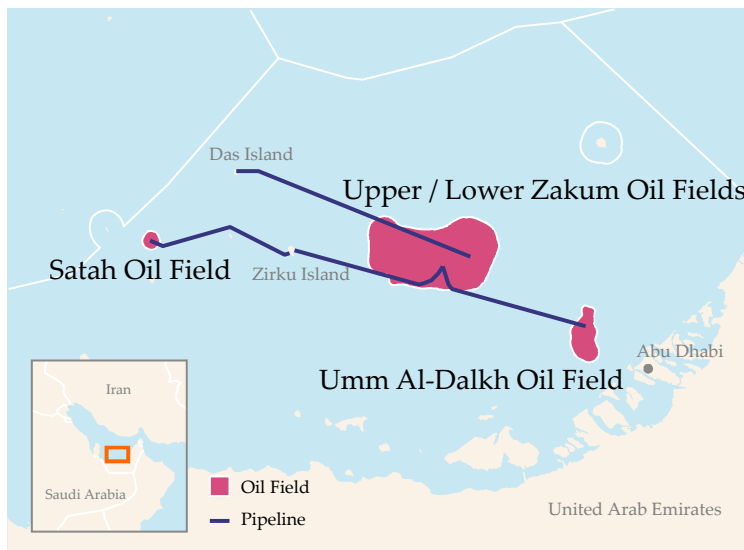 Das Island
Upper / Lower Zakum Oil Fields
Satah Oil Field
Zirku Island
Abu Dhabi
Umm Al-Dalkh Oil Field
Iran
Saudi Arabia
Oil Field
Pipeline
United Arab Emirates